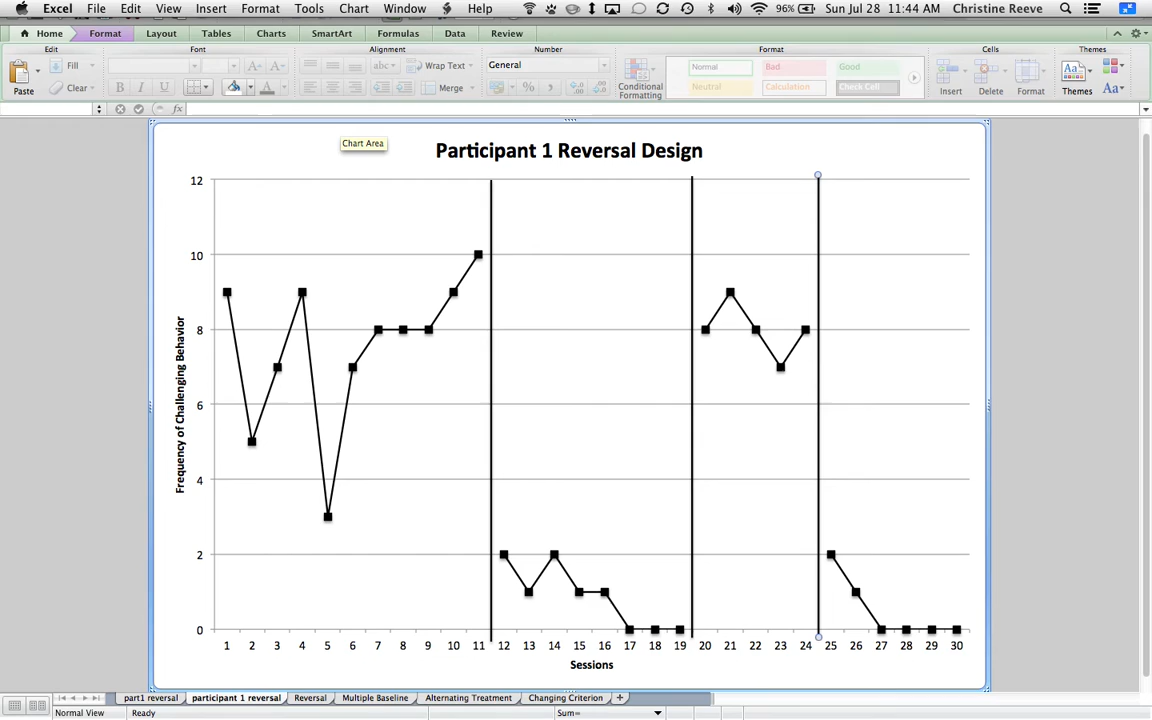 Excel File Edit View Insert Format Tools Chart Window Help 96% Sun Jul 28 11:44 AM Christine Reeve
Home Format Layout Tables Charts SmartArt Formulas Data Review
Edit Font Alignment Number Format Cells Themes
Fill abc Wrap Text General Normal Bad Good
Paste Clear B I U A Merge % Conditional Formatting Neutral Calculation Check Cell Insert Delete Format Themes Aa
fx
Chart Area
Participant 1 Reversal Design
12
10
8
6
4
2
0
Frequency of Challenging Behavior
1 2 3 4 5 6 7 8 9 10 11 12 13 14 15 16 17 18 19 20 21 22 23 24 25 26 27 28 29 30
Sessions
part1 reversal participant 1 reversal Reversal Multiple Baseline Alternating Treatment Changing Criterion +
Normal View Ready Sum=